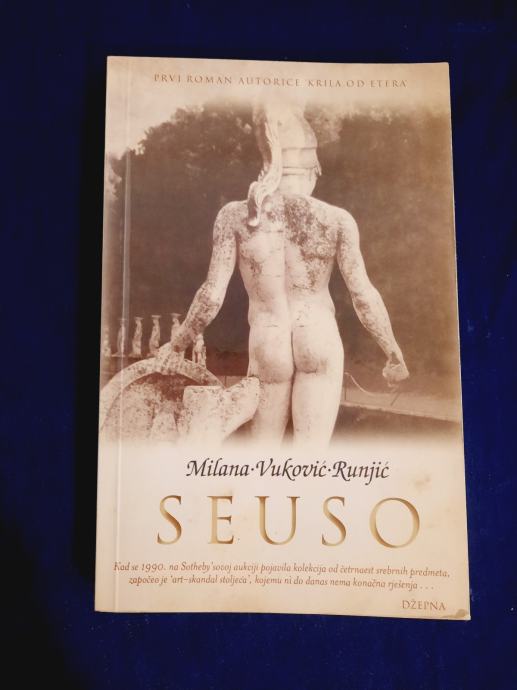 PRVI ROMAN AUTORICE 'KRILA OD ETERA'
Milana·Vuković·Runjić
SEUSO
Kad se 1990. na Sotheby'sovoj aukciji pojavila kolekcija od četrnaest srebrnih predmeta,
započeo je 'art-skandal stoljeća', kojemu ni do danas nema konačna rješenja . . .
DŽEPNA